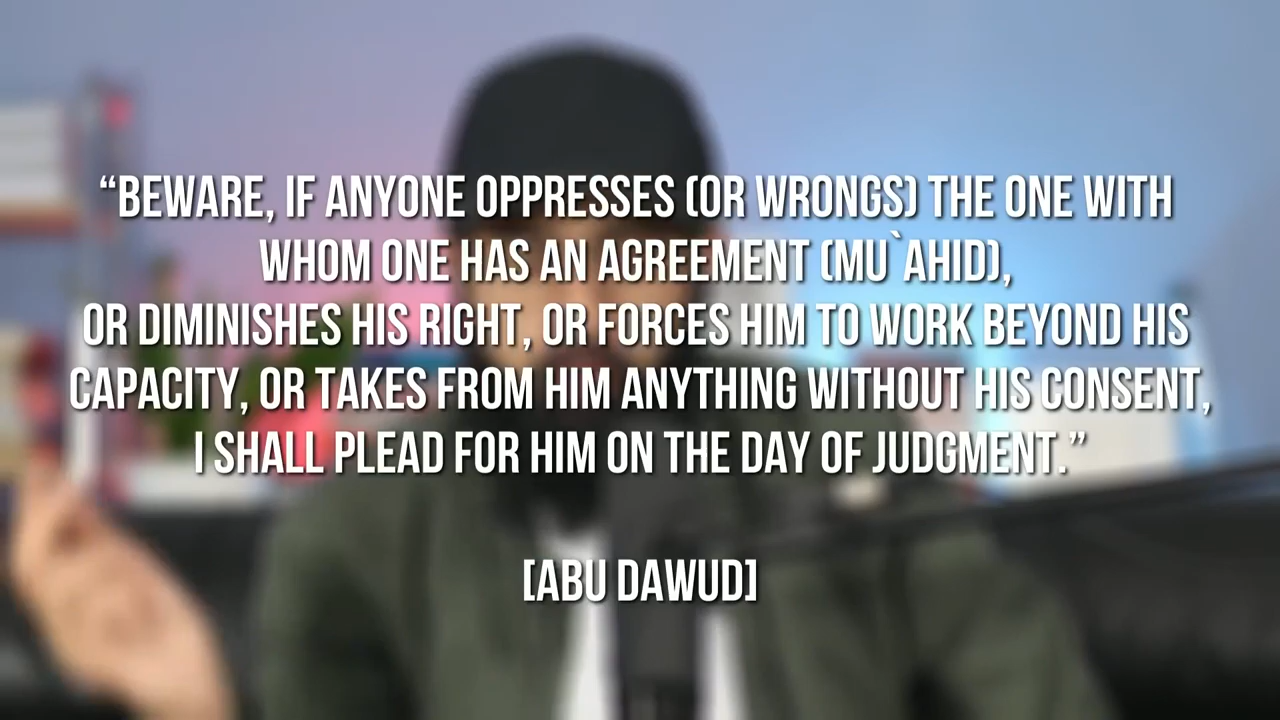 “BEWARE, IF ANYONE OPPRESSES (OR WRONGS) THE ONE WITH
WHOM ONE HAS AN AGREEMENT (MU`AHID),
OR DIMINISHES HIS RIGHT, OR FORCES HIM TO WORK BEYOND HIS
CAPACITY, OR TAKES FROM HIM ANYTHING WITHOUT HIS CONSENT,
I SHALL PLEAD FOR HIM ON THE DAY OF JUDGMENT.”
[ABU DAWUD]